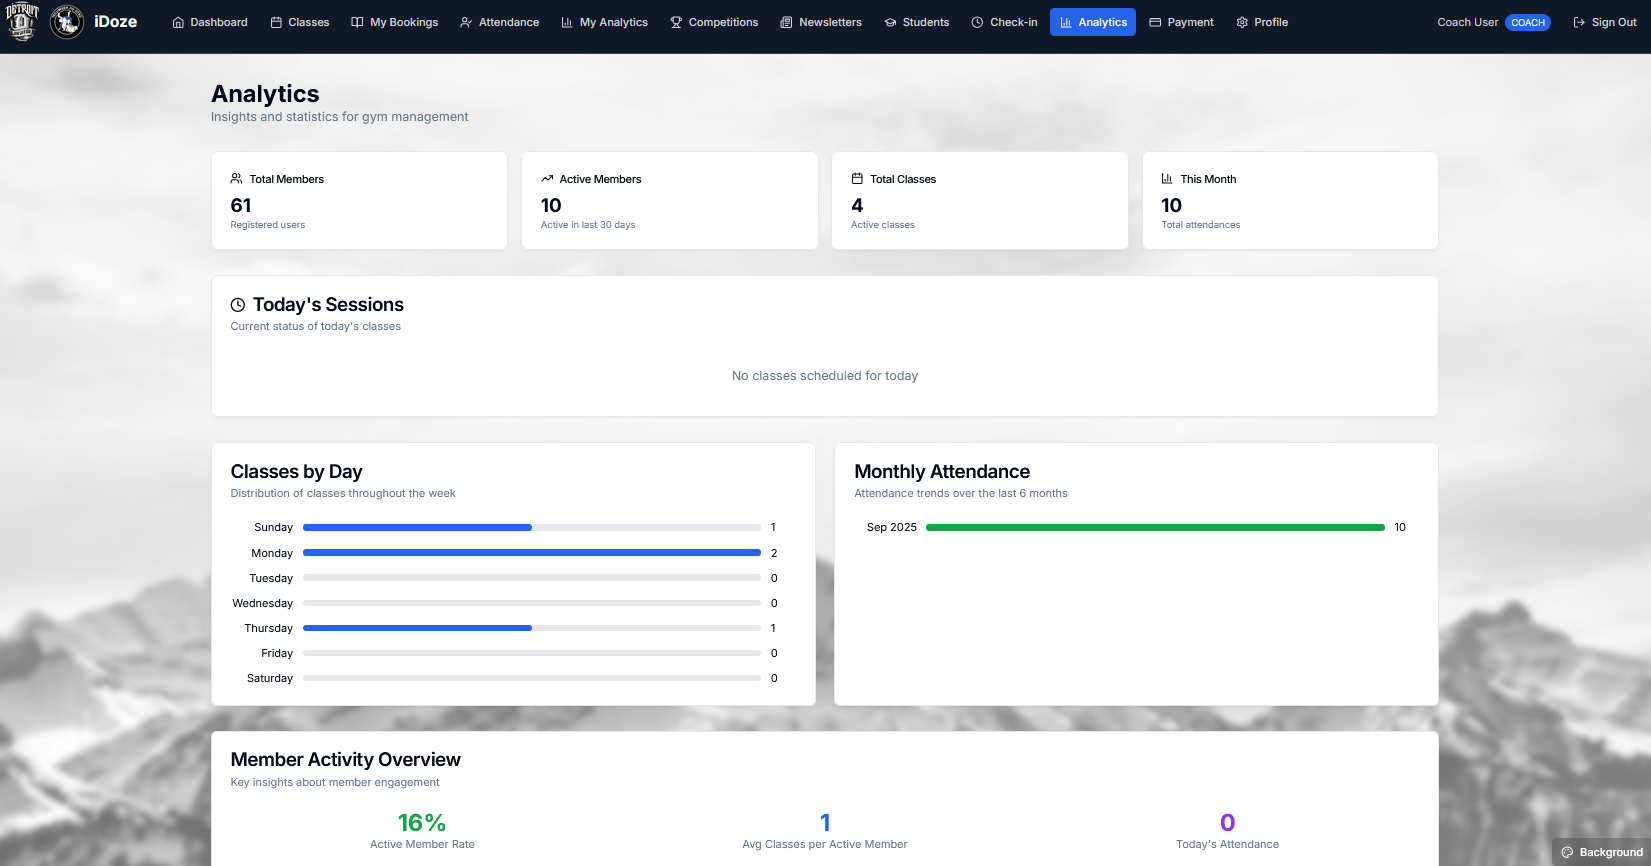 DETROIT
iDoze
Dashboard
Classes
My Bookings
Attendance
My Analytics
Competitions
Newsletters
Students
Check-in
Analytics
Payment
Profile
Coach User
COACH
Sign Out
Analytics
Insights and statistics for gym management
Total Members
61
Registered users
Active Members
10
Active in last 30 days
Total Classes
4
Active classes
This Month
10
Total attendances
Today's Sessions
Current status of today's classes
No classes scheduled for today
Classes by Day
Distribution of classes throughout the week
Sunday 1
Monday 2
Tuesday 0
Wednesday 0
Thursday 1
Friday 0
Saturday 0
Monthly Attendance
Attendance trends over the last 6 months
Sep 2025 10
Member Activity Overview
Key insights about member engagement
16%
Active Member Rate
1
Avg Classes per Active Member
0
Today's Attendance
Background